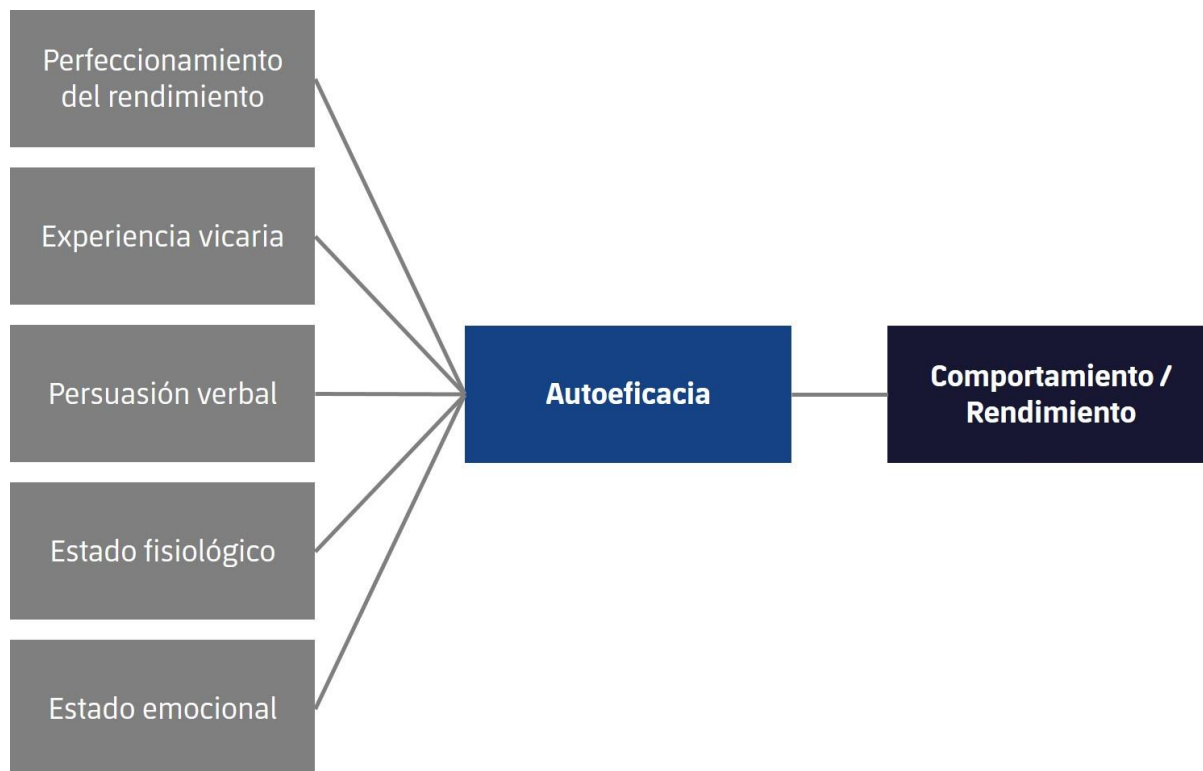 Perfeccionamiento
del rendimiento
Experiencia vicaria
Persuasión verbal
Estado fisiológico
Estado emocional
Autoeficacia
Comportamiento /
Rendimiento